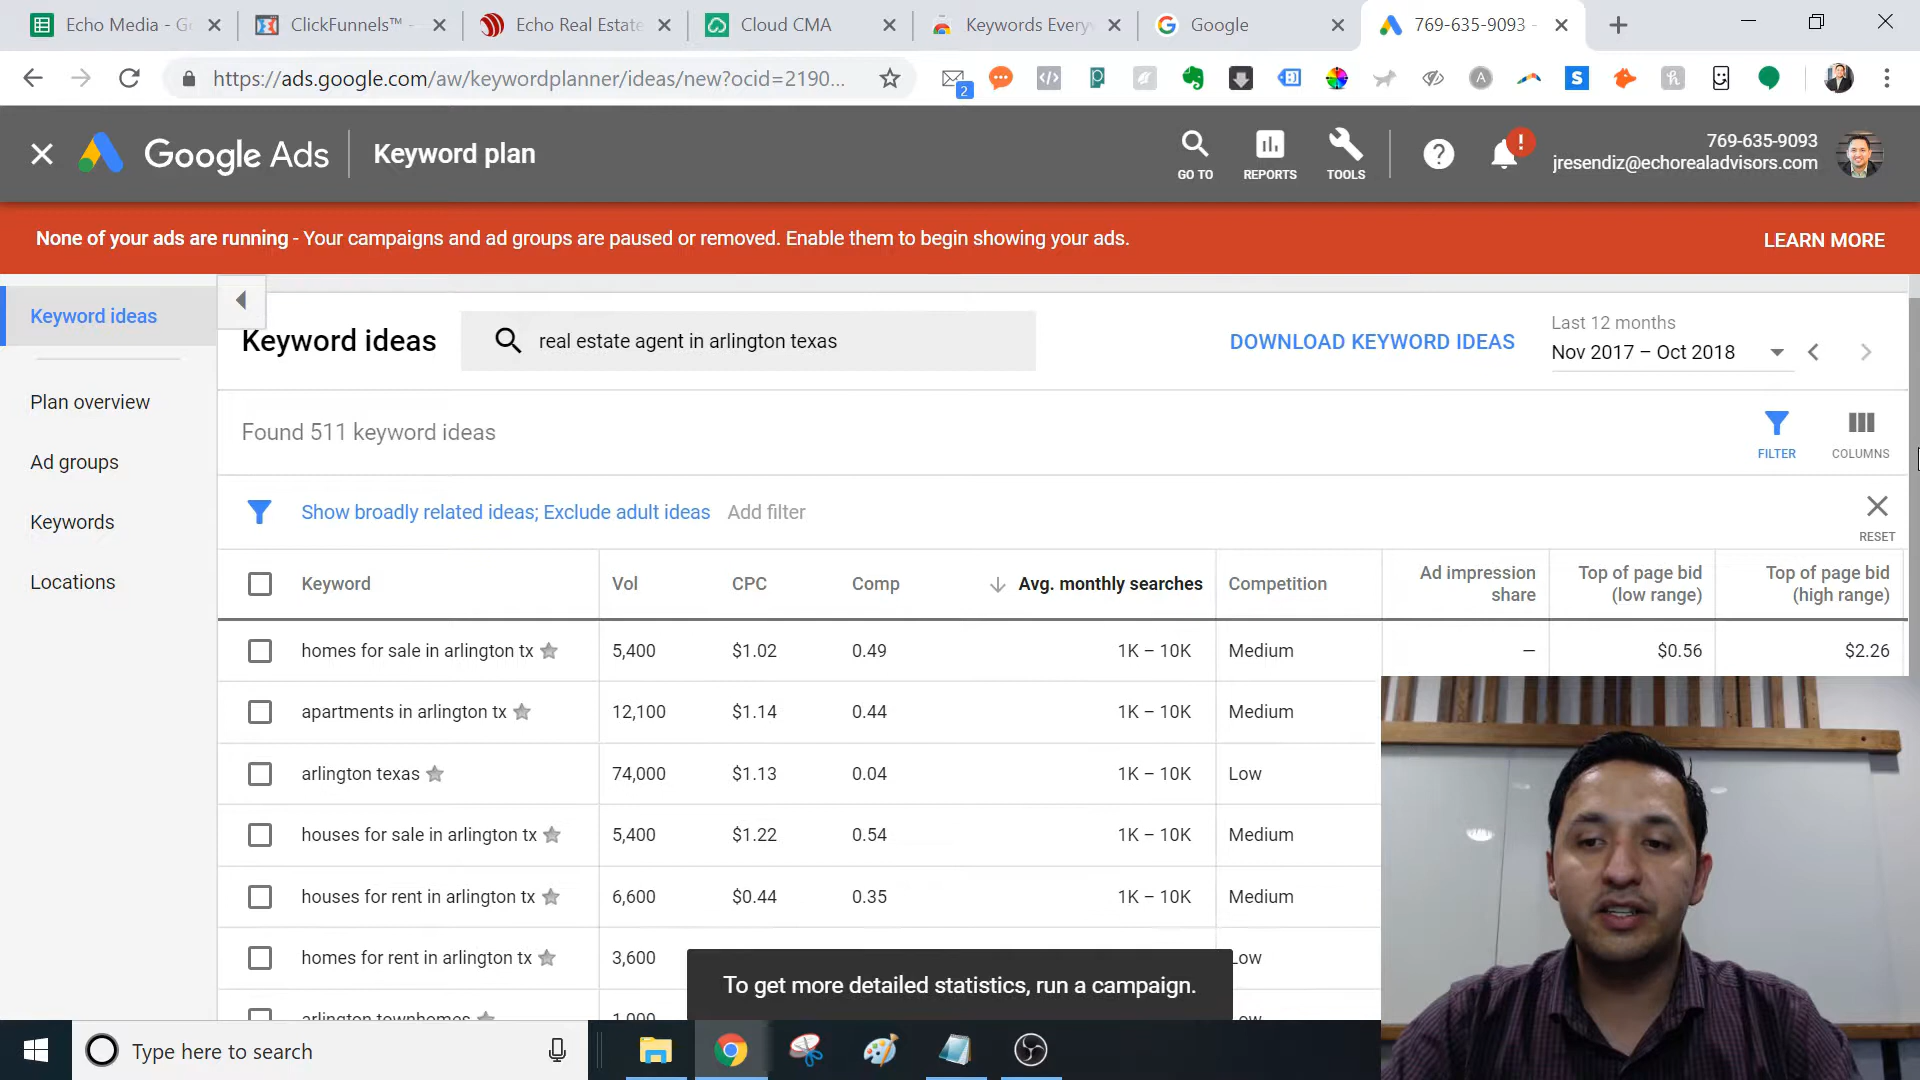 Echo Media - G
ClickFunnels™ -
Echo Real Estate
Cloud CMA
Keywords Every
Google
769-635-9093 -
https://ads.google.com/aw/keywordplanner/ideas/new?ocid=2190...
2
Google Ads
Keyword plan
GO TO
REPORTS
TOOLS
769-635-9093
jresendiz@echorealadvisors.com
None of your ads are running - Your campaigns and ad groups are paused or removed. Enable them to begin showing your ads.
LEARN MORE
Keyword ideas
Plan overview
Ad groups
Keywords
Locations
Keyword ideas
real estate agent in arlington texas
DOWNLOAD KEYWORD IDEAS
Last 12 months
Nov 2017 – Oct 2018
Found 511 keyword ideas
FILTER
COLUMNS
Show broadly related ideas; Exclude adult ideas Add filter
RESET
Keyword Vol CPC Comp Avg. monthly searches Competition Ad impression share Top of page bid (low range) Top of page bid (high range)
homes for sale in arlington tx 5,400 $1.02 0.49 1K – 10K Medium – $0.56 $2.26
apartments in arlington tx 12,100 $1.14 0.44 1K – 10K Medium
arlington texas 74,000 $1.13 0.04 1K – 10K Low
houses for sale in arlington tx 5,400 $1.22 0.54 1K – 10K Medium
houses for rent in arlington tx 6,600 $0.44 0.35 1K – 10K Medium
homes for rent in arlington tx 3,600 Low
arlington townhomes
To get more detailed statistics, run a campaign.
Type here to search